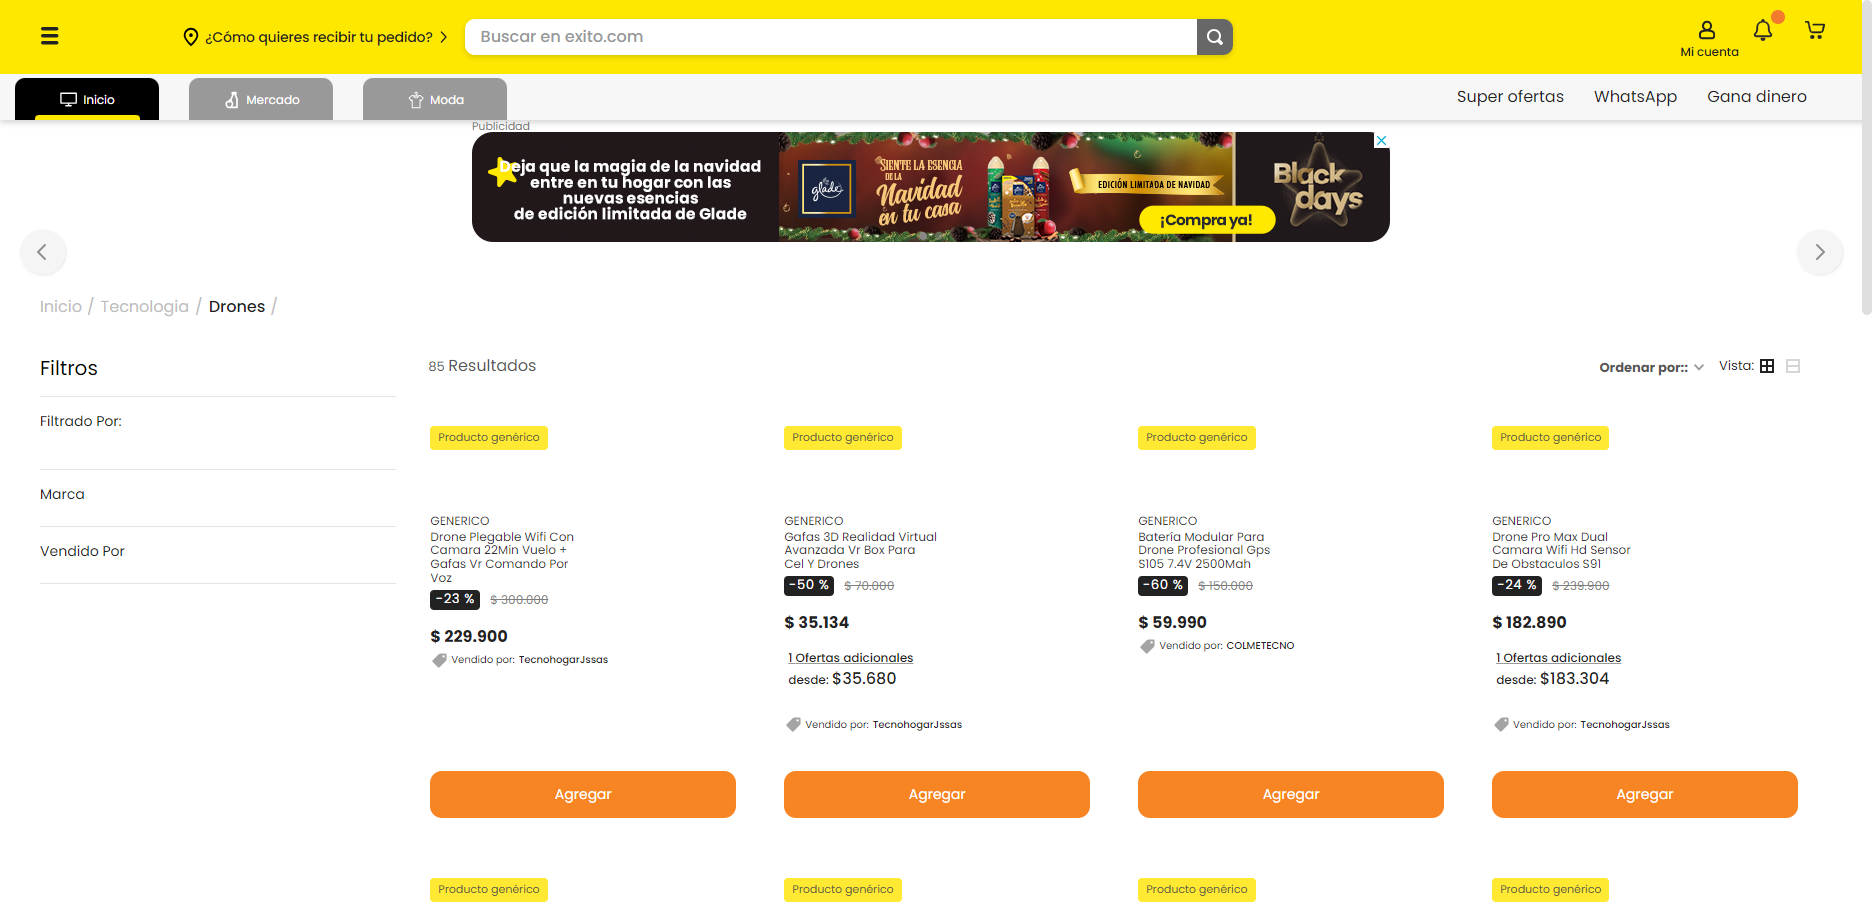 ¿Cómo quieres recibir tu pedido?
Buscar en exito.com
Mi cuenta
Inicio
Mercado
Moda
Super ofertas
WhatsApp
Gana dinero
Publicidad
Deja que la magia de la navidad
entre en tu hogar con las
nuevas esencias
de edición limitada de Glade
glade
SIENTE LA ESENCIA
DE LA
Navidad
en tu casa
EDICIÓN LIMITADA DE NAVIDAD
¡Compra ya!
Black
days
Inicio / Tecnologia / Drones /
Filtros
Filtrado Por:
Marca
Vendido Por
85 Resultados
Ordenar por::
Vista:
Producto genérico
GENERICO
Drone Plegable Wifi Con
Camara 22Min Vuelo +
Gafas Vr Comando Por
Voz
-23 % $ 300.000
$ 229.900
Vendido por: TecnohogarJssas
Agregar
Producto genérico
GENERICO
Gafas 3D Realidad Virtual
Avanzada Vr Box Para
Cel Y Drones
-50 % $ 70.000
$ 35.134
1 Ofertas adicionales
desde: $35.680
Vendido por: TecnohogarJssas
Agregar
Producto genérico
GENERICO
Batería Modular Para
Drone Profesional Gps
S105 7.4V 2500Mah
-60 % $ 150.000
$ 59.990
Vendido por: COLMETECNO
Agregar
Producto genérico
GENERICO
Drone Pro Max Dual
Camara Wifi Hd Sensor
De Obstaculos S91
-24 % $ 239.900
$ 182.890
1 Ofertas adicionales
desde: $183.304
Vendido por: TecnohogarJssas
Agregar
Producto genérico
Producto genérico
Producto genérico
Producto genérico